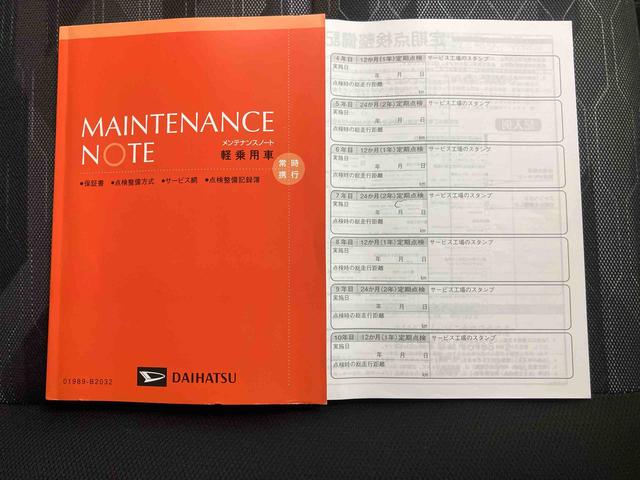 MAINTENANCE
NOTE
メンテナンスノート
軽乗用車
常時
携行
●保証書 ●点検整備方式 ●サービス網 ●点検整備記録簿
01989-B2032
DAIHATSU
定期点検整備記
4年目 12か月(1年)定期点検 サービス工場のスタンプ
実施日
年 月 日
点検時の総走行距離
km
5年目 24か月(2年)定期点検 サービス工場のスタンプ
実施日
年 月 日
点検時の総走行距離
km
6年目 12か月(1年)定期点検 サービス工場のスタンプ
実施日
年 月 日
点検時の総走行距離
km
7年目 24か月(2年)定期点検 サービス工場のスタンプ
実施日
年 月 日
点検時の総走行距離
km
8年目 12か月(1年)定期点検 サービス工場のスタンプ
実施日
年 月 日
点検時の総走行距離
km
9年目 24か月(2年)定期点検 サービス工場のスタンプ
実施日
年 月 日
点検時の総走行距離
km
10年目 12か月(1年)定期点検 サービス工場のスタンプ
実施日
年 月 日
点検時の総走行距離
km